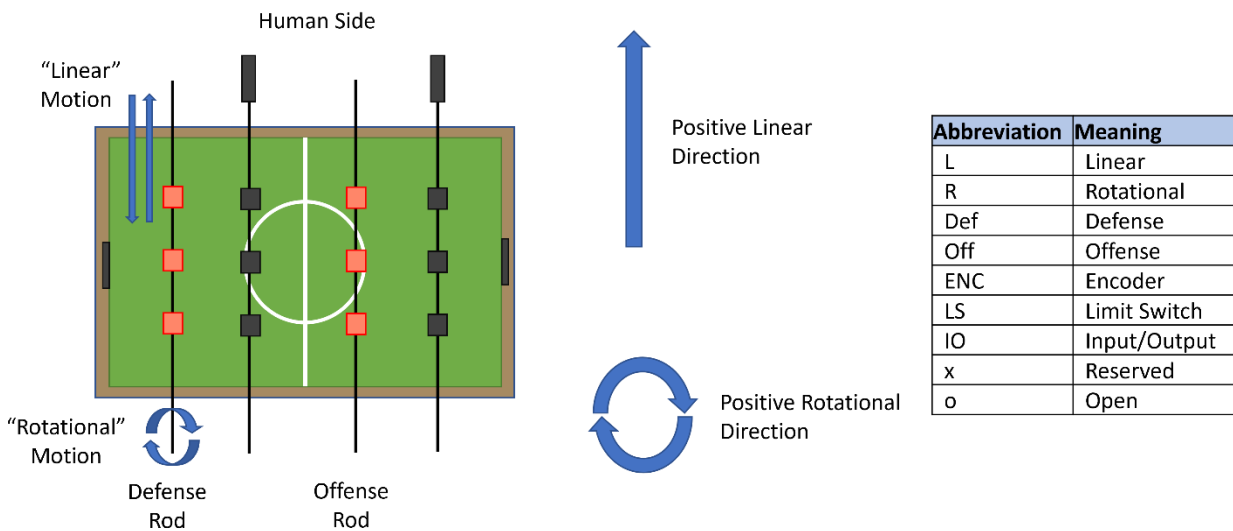 Human Side
“Linear”
Motion
“Rotational”
Motion
Defense
Rod
Offense
Rod
Positive Linear
Direction
Positive Rotational
Direction
Abbreviation Meaning
L Linear
R Rotational
Def Defense
Off Offense
ENC Encoder
LS Limit Switch
IO Input/Output
x Reserved
o Open